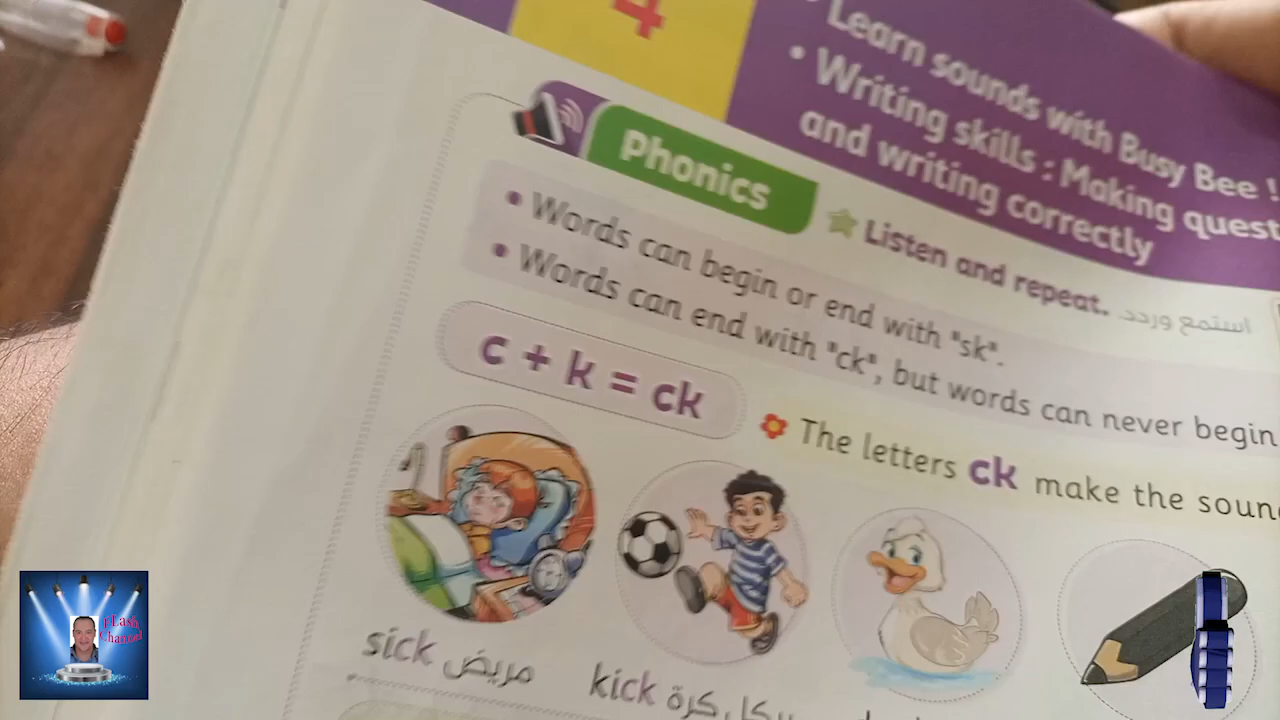 4
• Learn sounds with Busy Bee !
• Writing skills : Making quest
and writing correctly
Phonics
Listen and repeat. استمع وردد.
• Words can begin or end with "sk".
• Words can end with "ck", but words can never begin
c + k = ck
The letters ck make the soun
sick مريض
kick يركل كرة
Flash
Channel